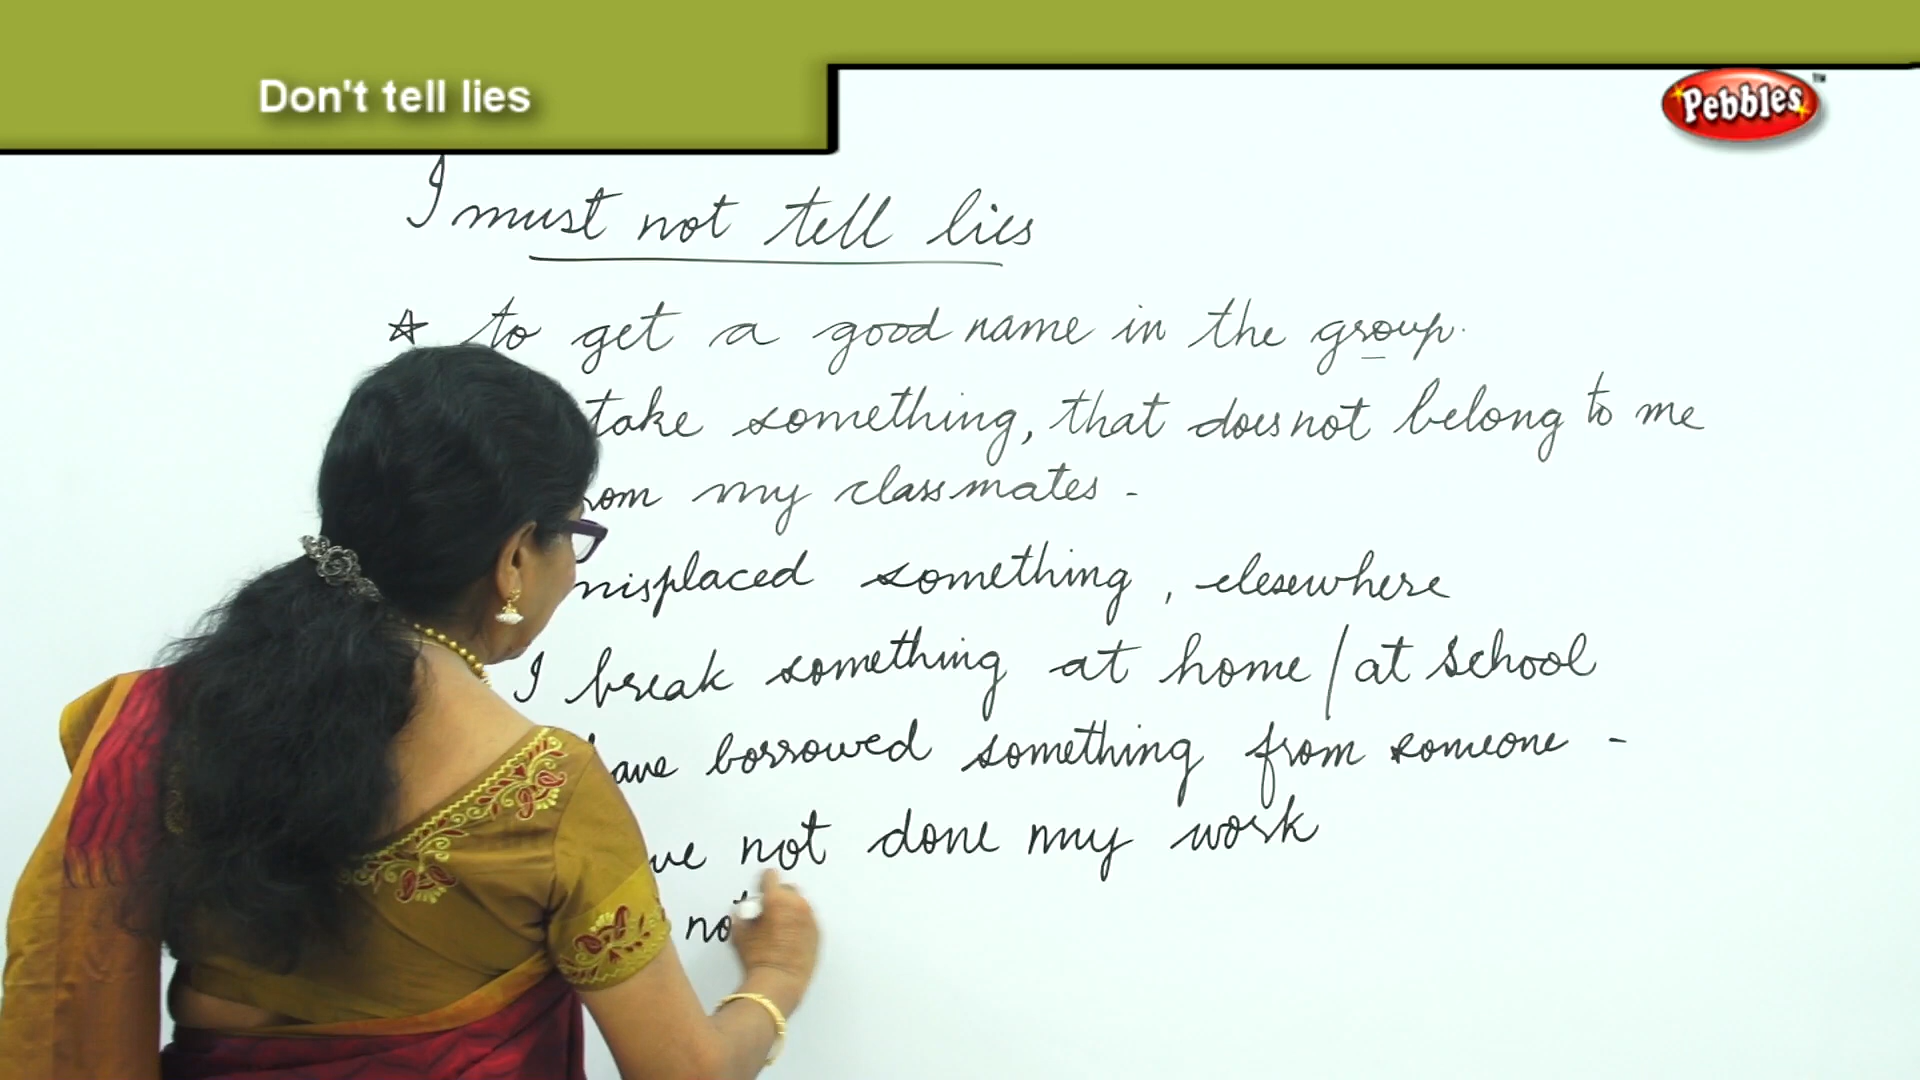 Don't tell lies
Pebbles TM
I must not tell lies
☆ to get a good name in the group.
take something, that does not belong to me
my classmates -
something, elesewhere
I break something at home / at school
borrowed something from someone -
not done my work